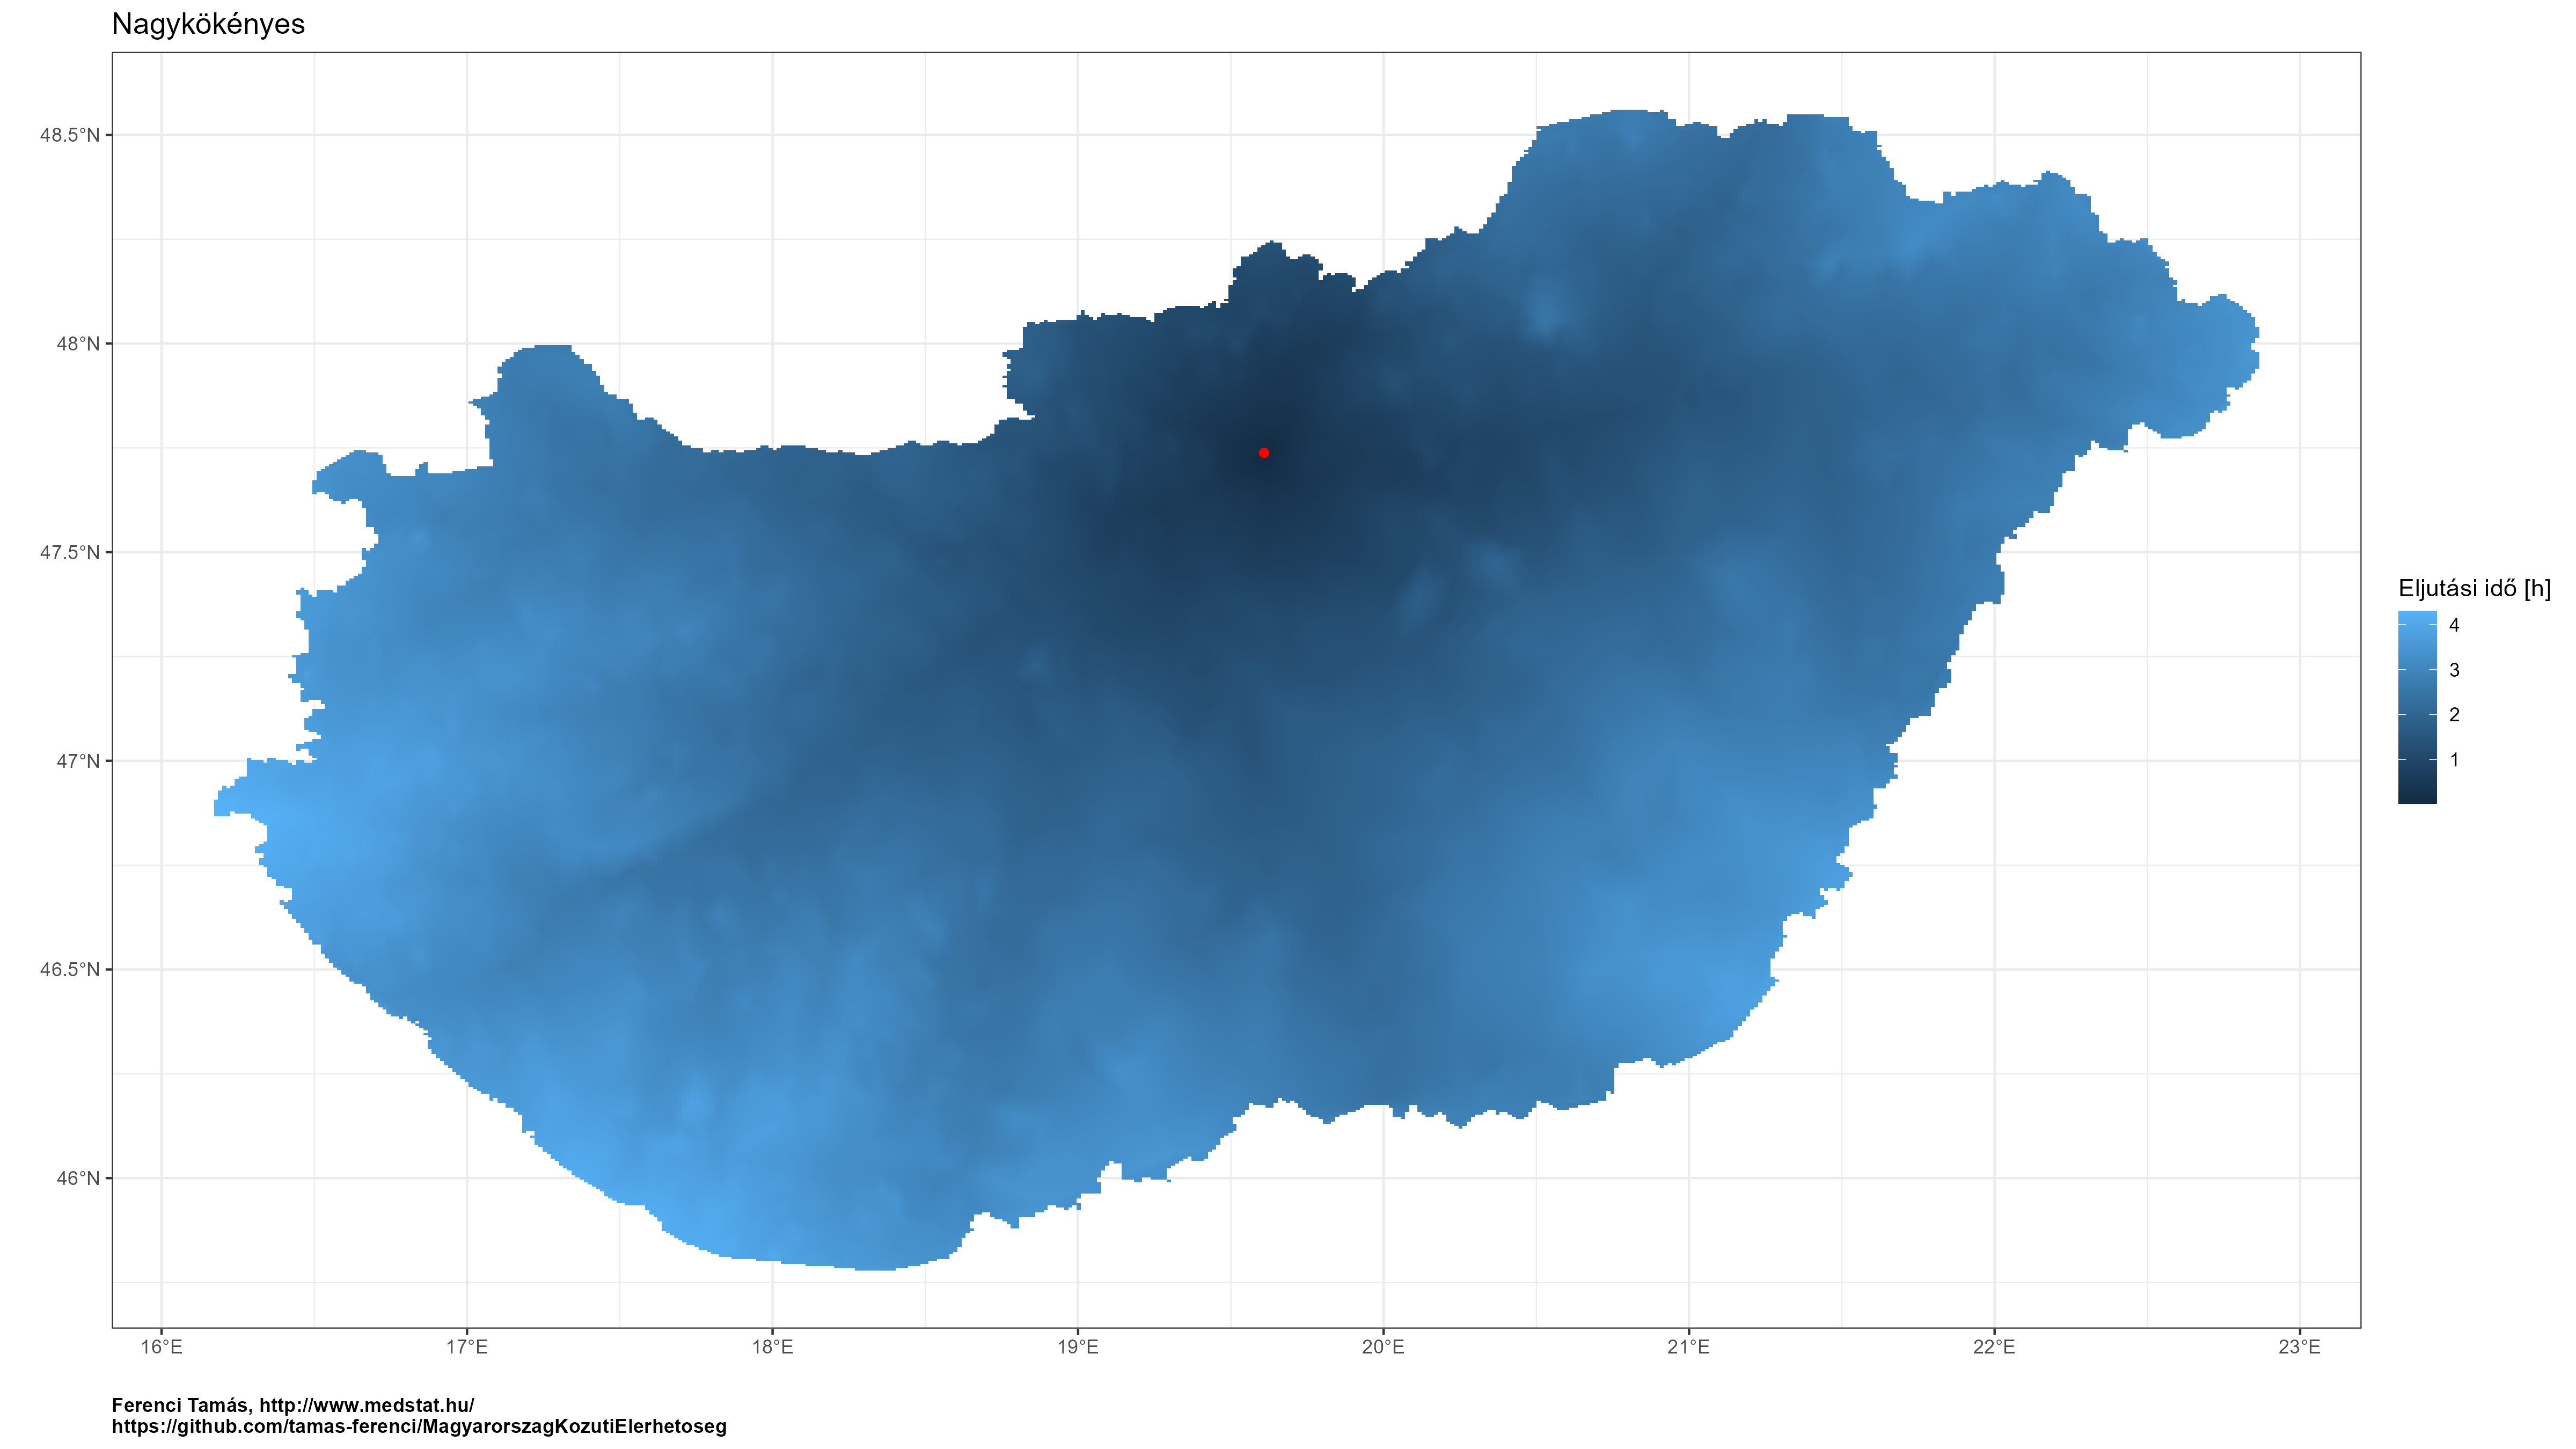 Nagykökényes
48.5°N
48°N
47.5°N
47°N
46.5°N
46°N
16°E 17°E 18°E 19°E 20°E 21°E 22°E 23°E
Eljutási idő [h]
4
3
2
1
Ferenci Tamás, http://www.medstat.hu/
https://github.com/tamas-ferenci/MagyarorszagKozutiElerhetoseg